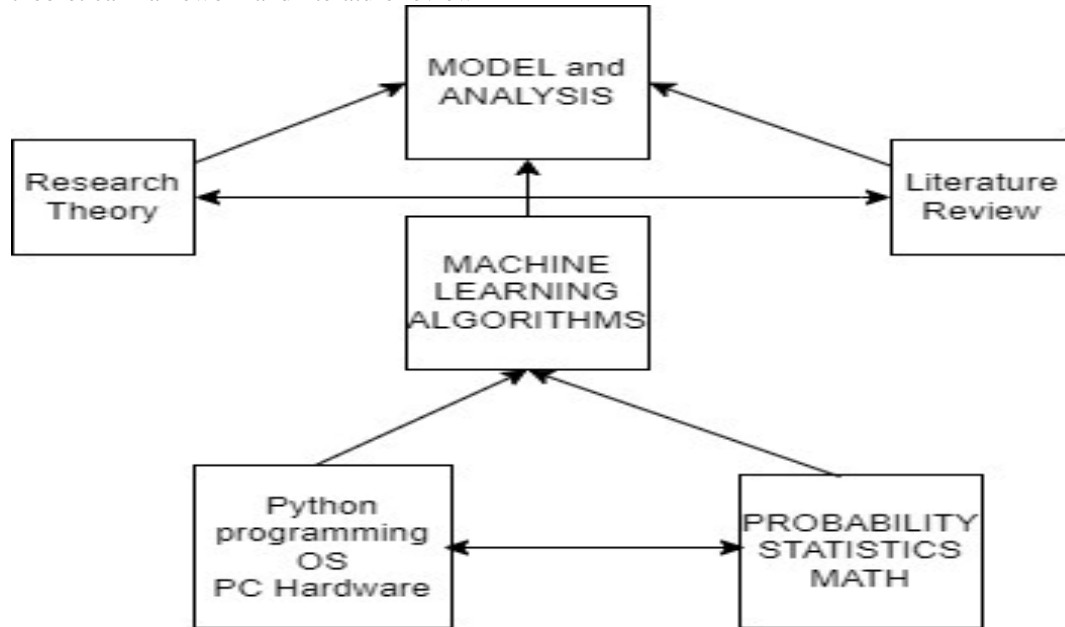 MODEL and
ANALYSIS
Research
Theory
Literature
Review
MACHINE
LEARNING
ALGORITHMS
Python
programming
OS
PC Hardware
PROBABILITY
STATISTICS
MATH